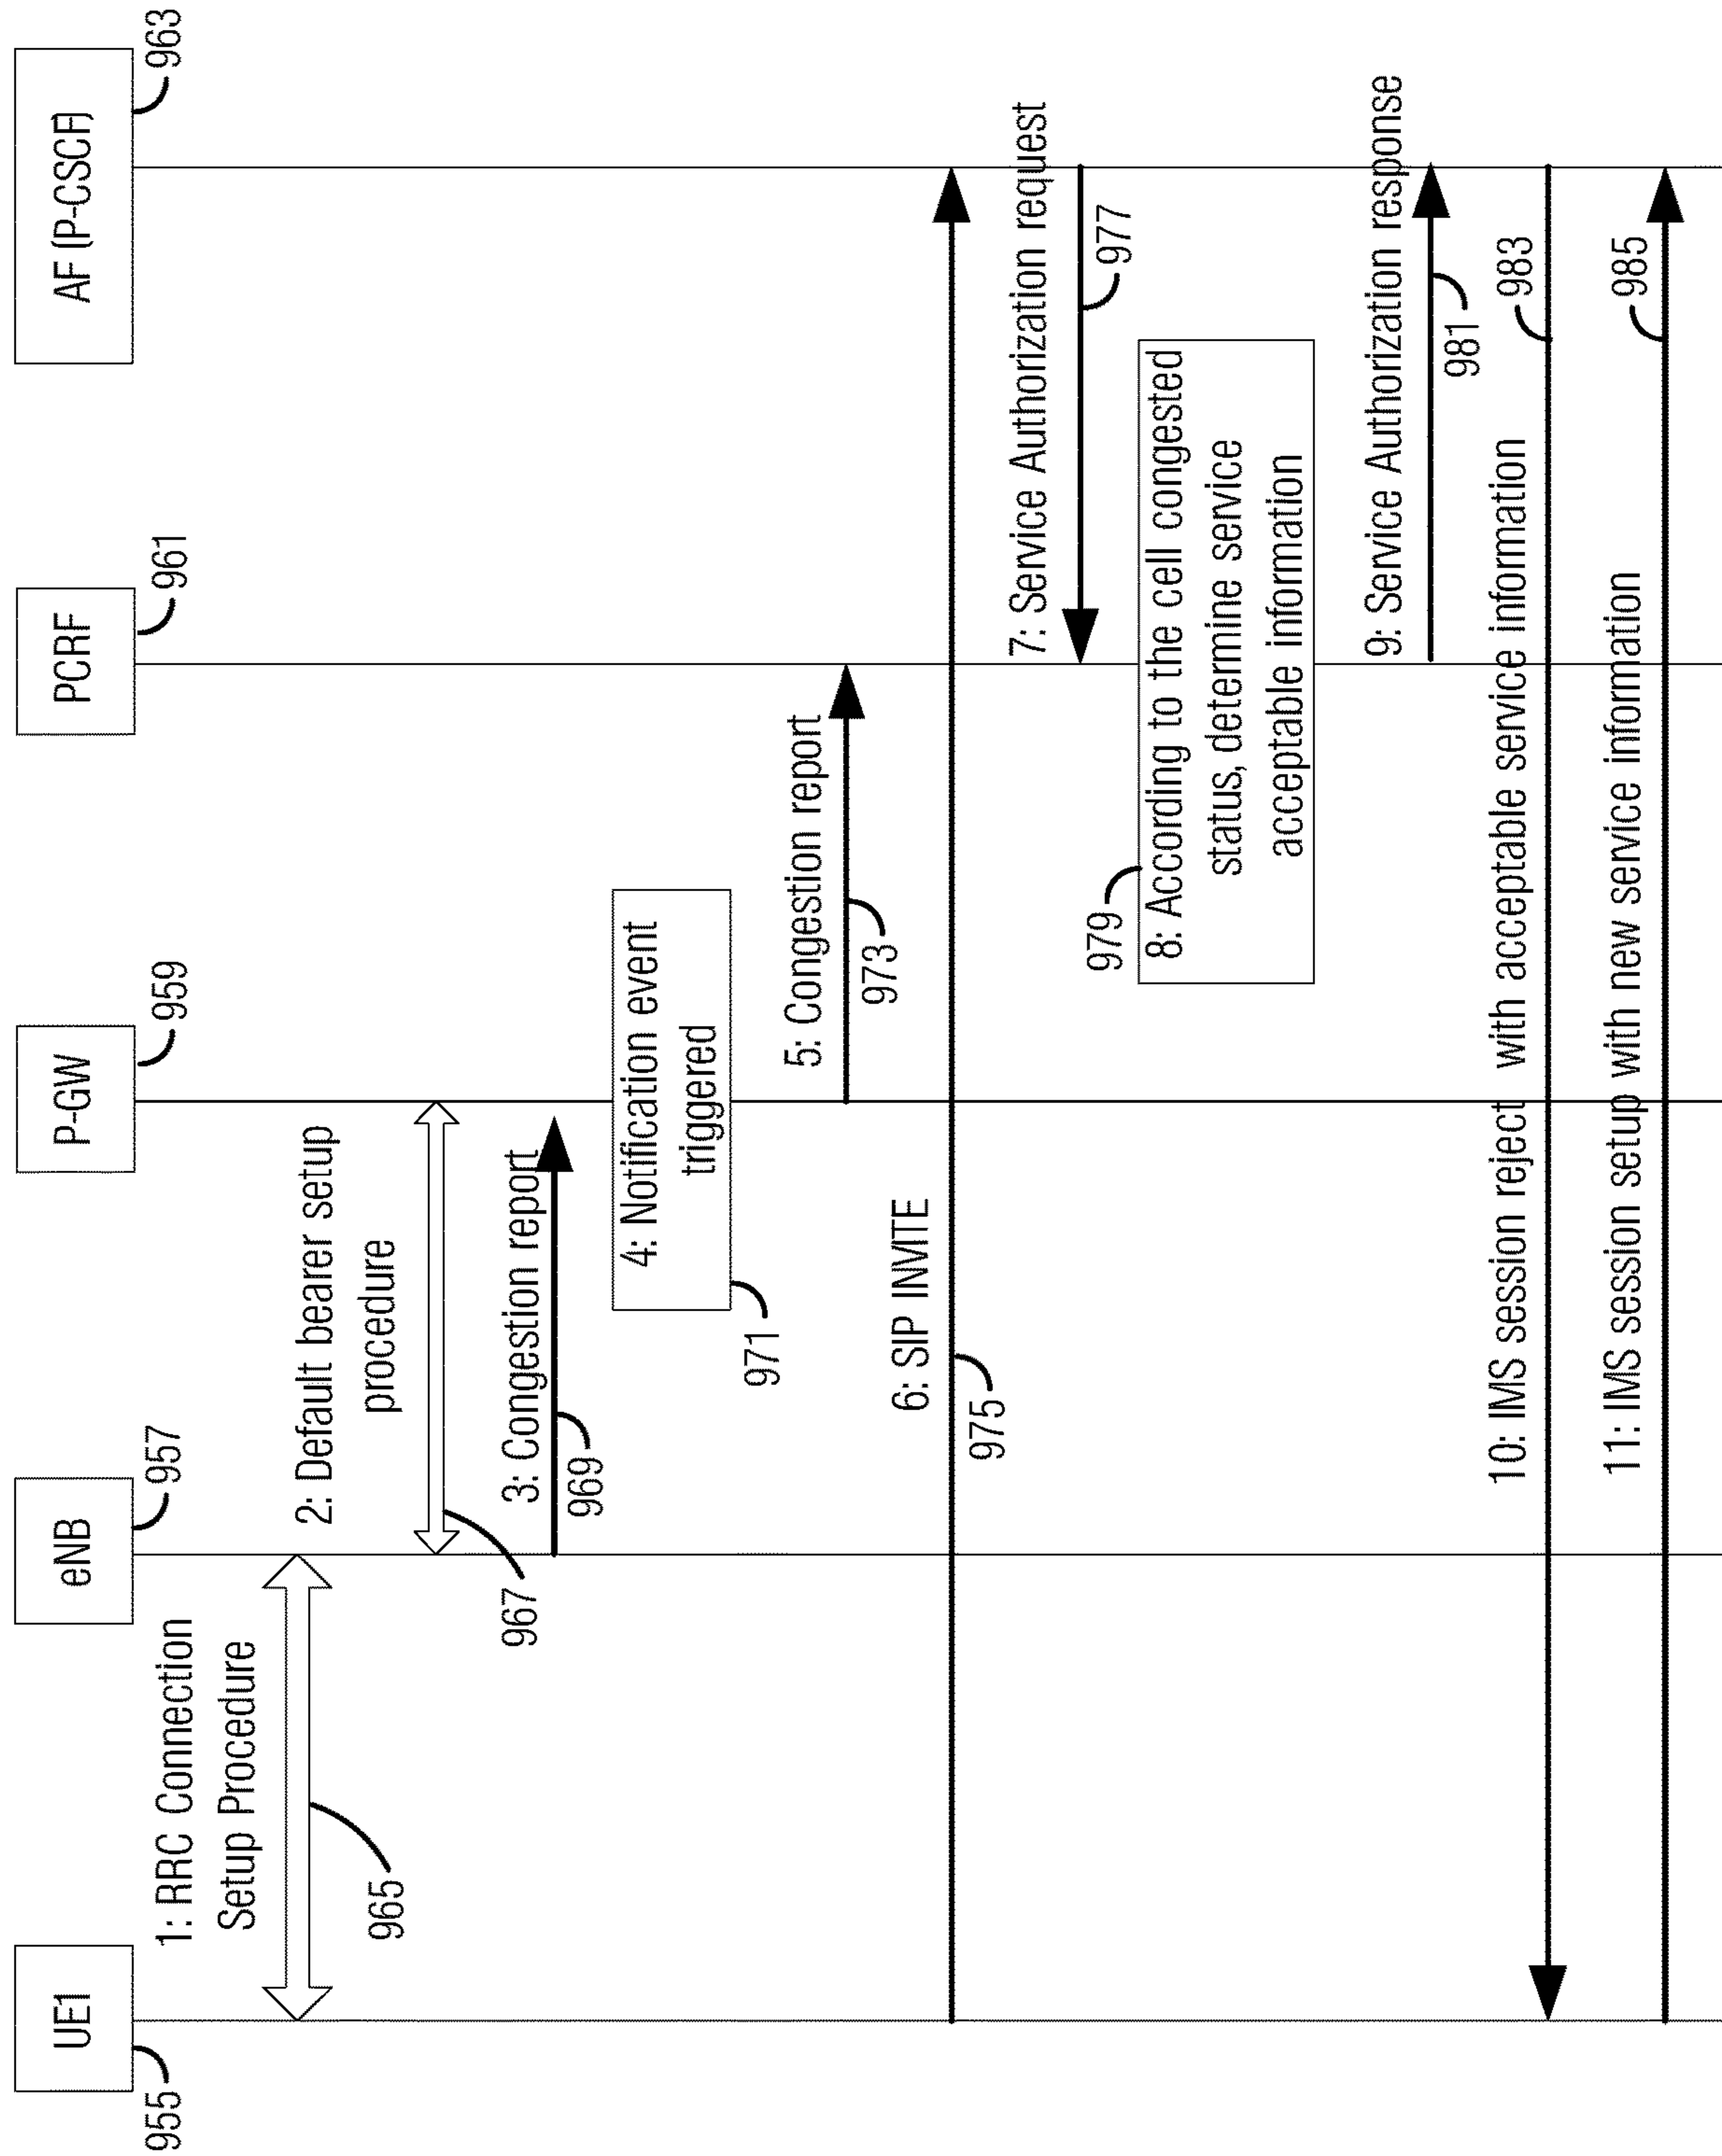 UE1
955
eNB
957
P-GW
959
PCRF
961
AF (P-CSCF)
963
1: RRC Connection
Setup Procedure
965
2: Default bearer setup
procedure
967
3: Congestion report
969
4: Notification event
triggered
971
5: Congestion report
973
6: SIP INVITE
975
7: Service Authorization request
977
979
8: According to the cell congested
status, determine service
acceptable information
9: Service Authorization response
981
10: IMS session reject with acceptable service information
983
11: IMS session setup with new service information
985